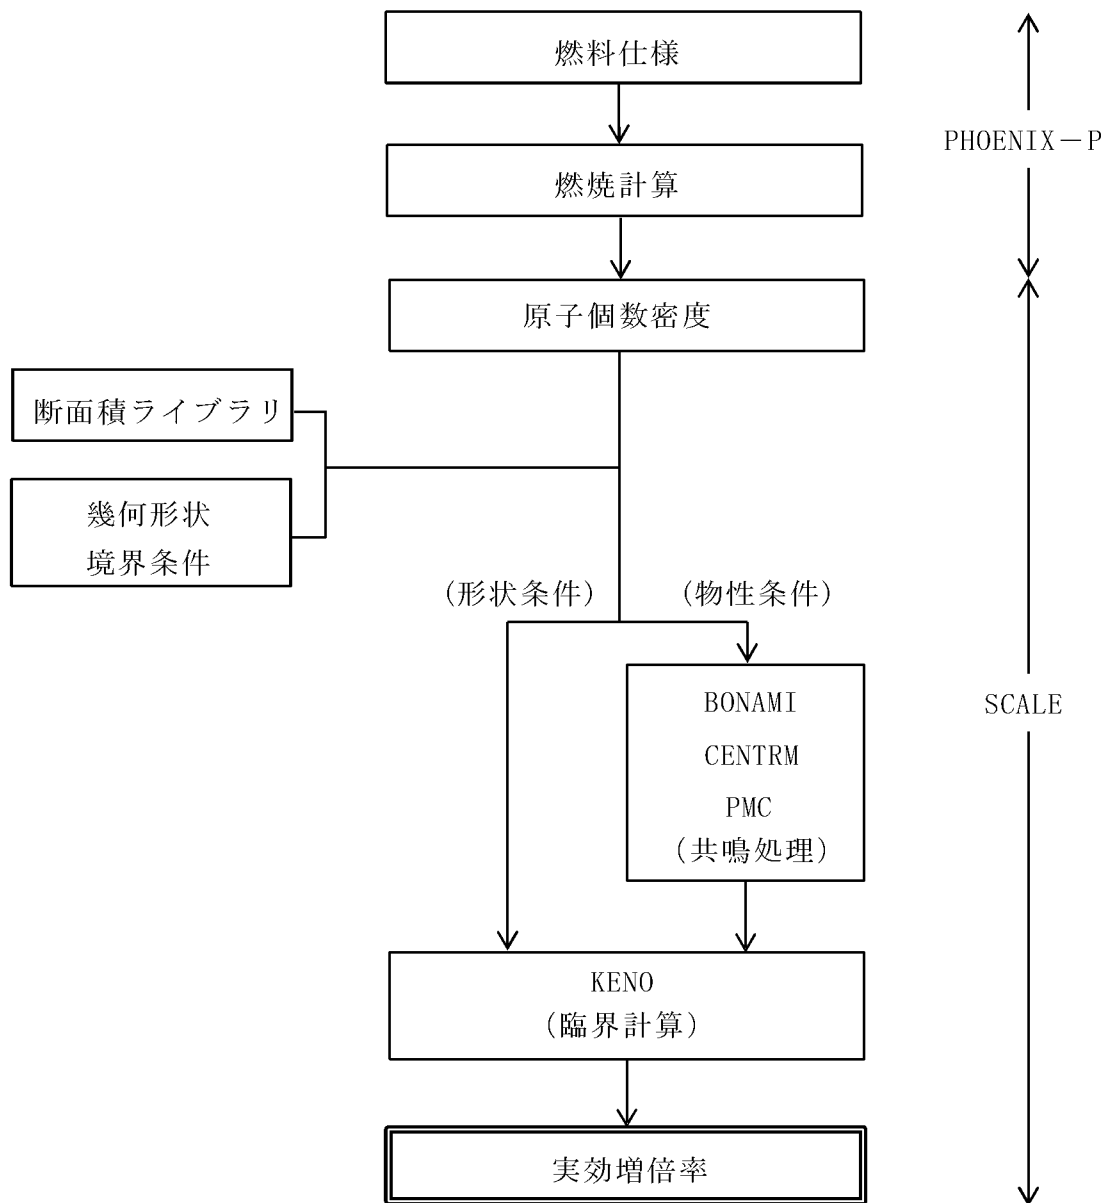 燃料仕様
PHOENIX－P
燃焼計算
原子個数密度
断面積ライブラリ
幾何形状
境界条件
(形状条件)
(物性条件)
BONAMI
CENTRM
PMC
(共鳴処理)
SCALE
KENO
(臨界計算)
実効増倍率